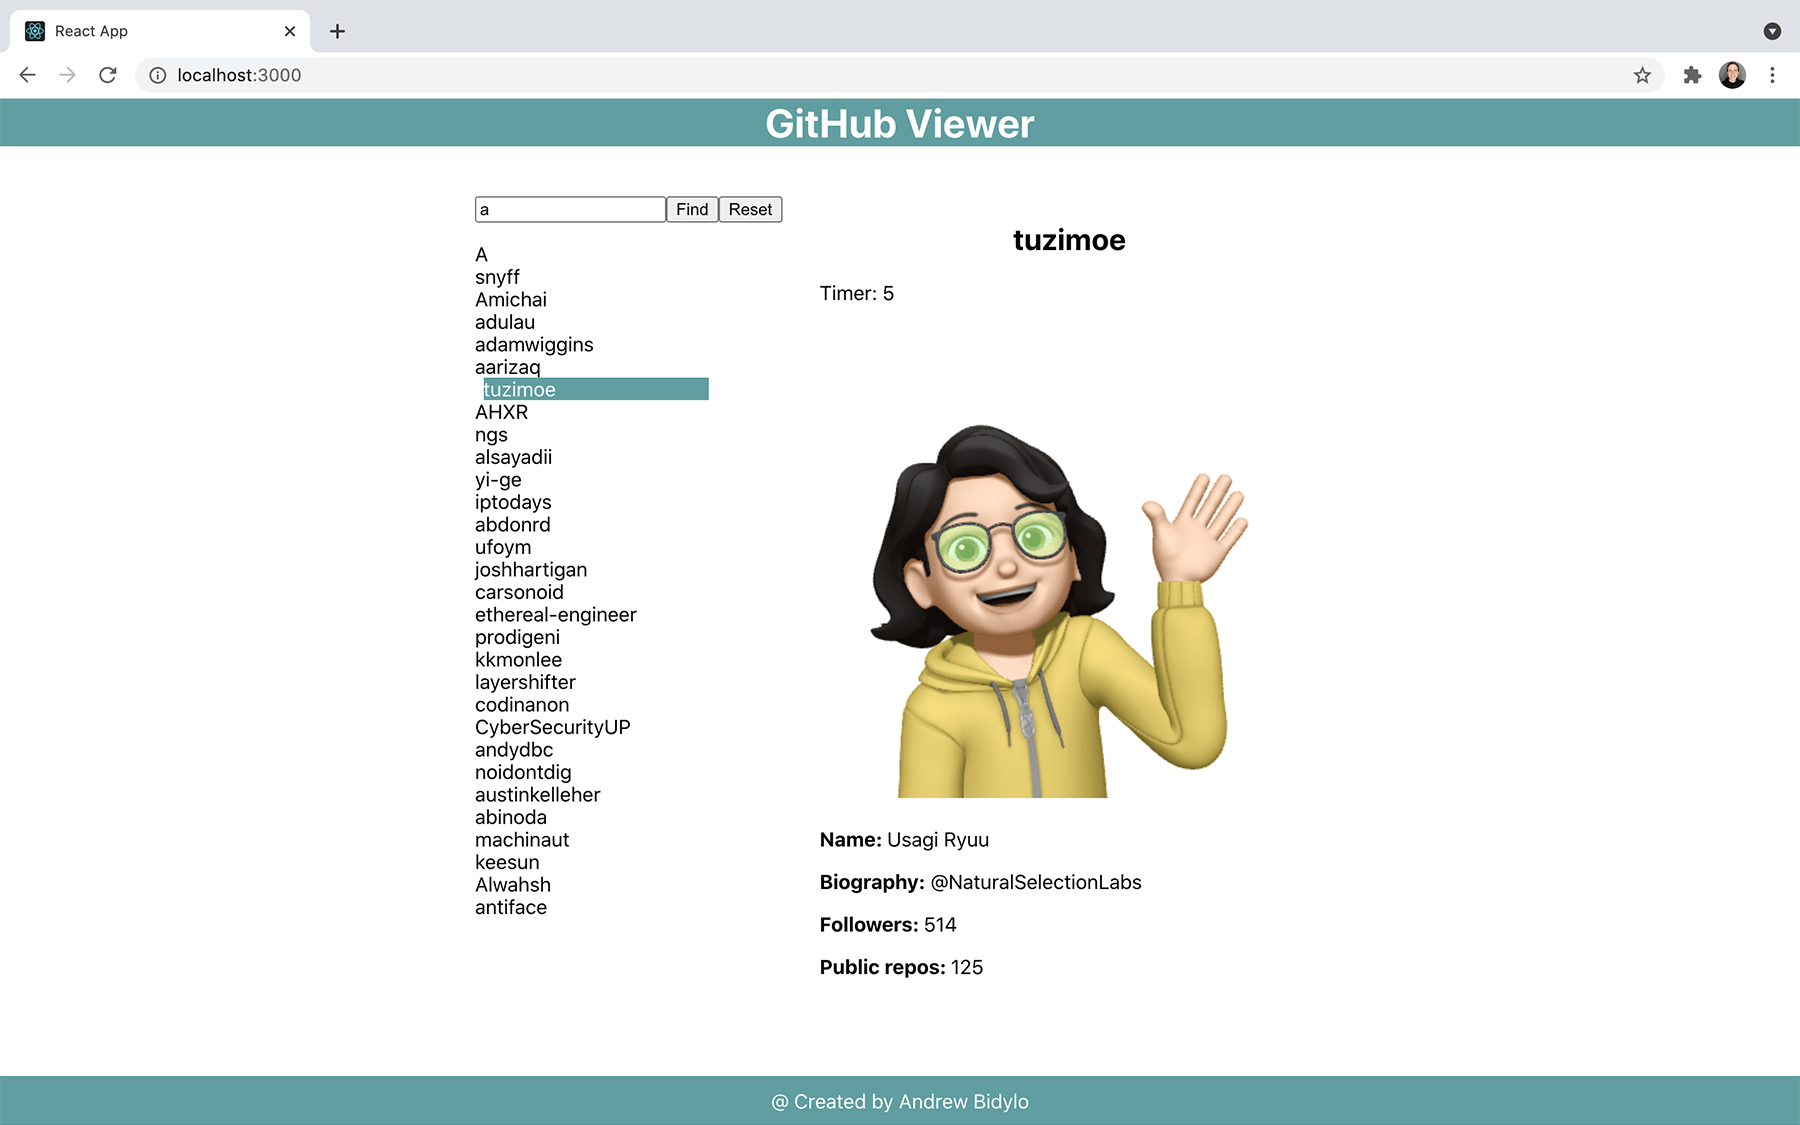 React App
localhost:3000
GitHub Viewer
a
Find
Reset
A
snyff
Amichai
adulau
adamwiggins
aarizaq
tuzimoe
AHXR
ngs
alsayadii
yi-ge
iptodays
abdonrd
ufoym
joshhartigan
carsonoid
ethereal-engineer
prodigeni
kkmonlee
layershifter
codinanon
CyberSecurityUP
andydbc
noidontdig
austinkelleher
abinoda
machinaut
keesun
Alwahsh
antiface
tuzimoe
Timer: 5
Name: Usagi Ryuu
Biography: @NaturalSelectionLabs
Followers: 514
Public repos: 125
@ Created by Andrew Bidylo